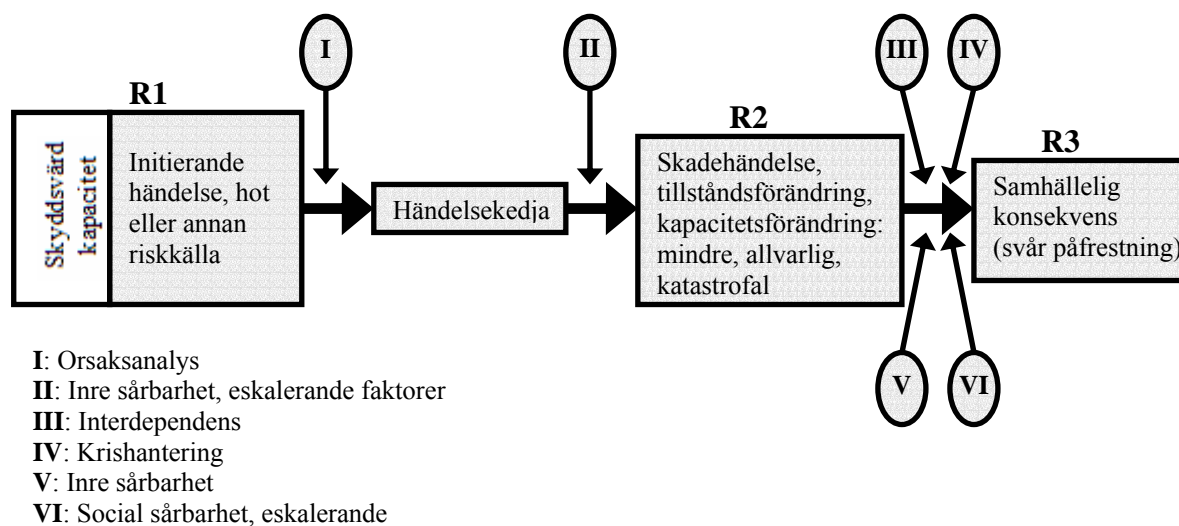 I
II
III
IV
R1
R2
R3
Skyddsvärd
kapacitet
Initierande
händelse, hot
eller annan
riskkälla
Händelsekedja
Skadehändelse,
tillståndsförändring,
kapacitetsförändring:
mindre, allvarlig,
katastrofal
Samhällelig
konsekvens
(svår påfrestning)
V
VI
I: Orsaksanalys
II: Inre sårbarhet, eskalerande faktorer
III: Interdependens
IV: Krishantering
V: Inre sårbarhet
VI: Social sårbarhet, eskalerande